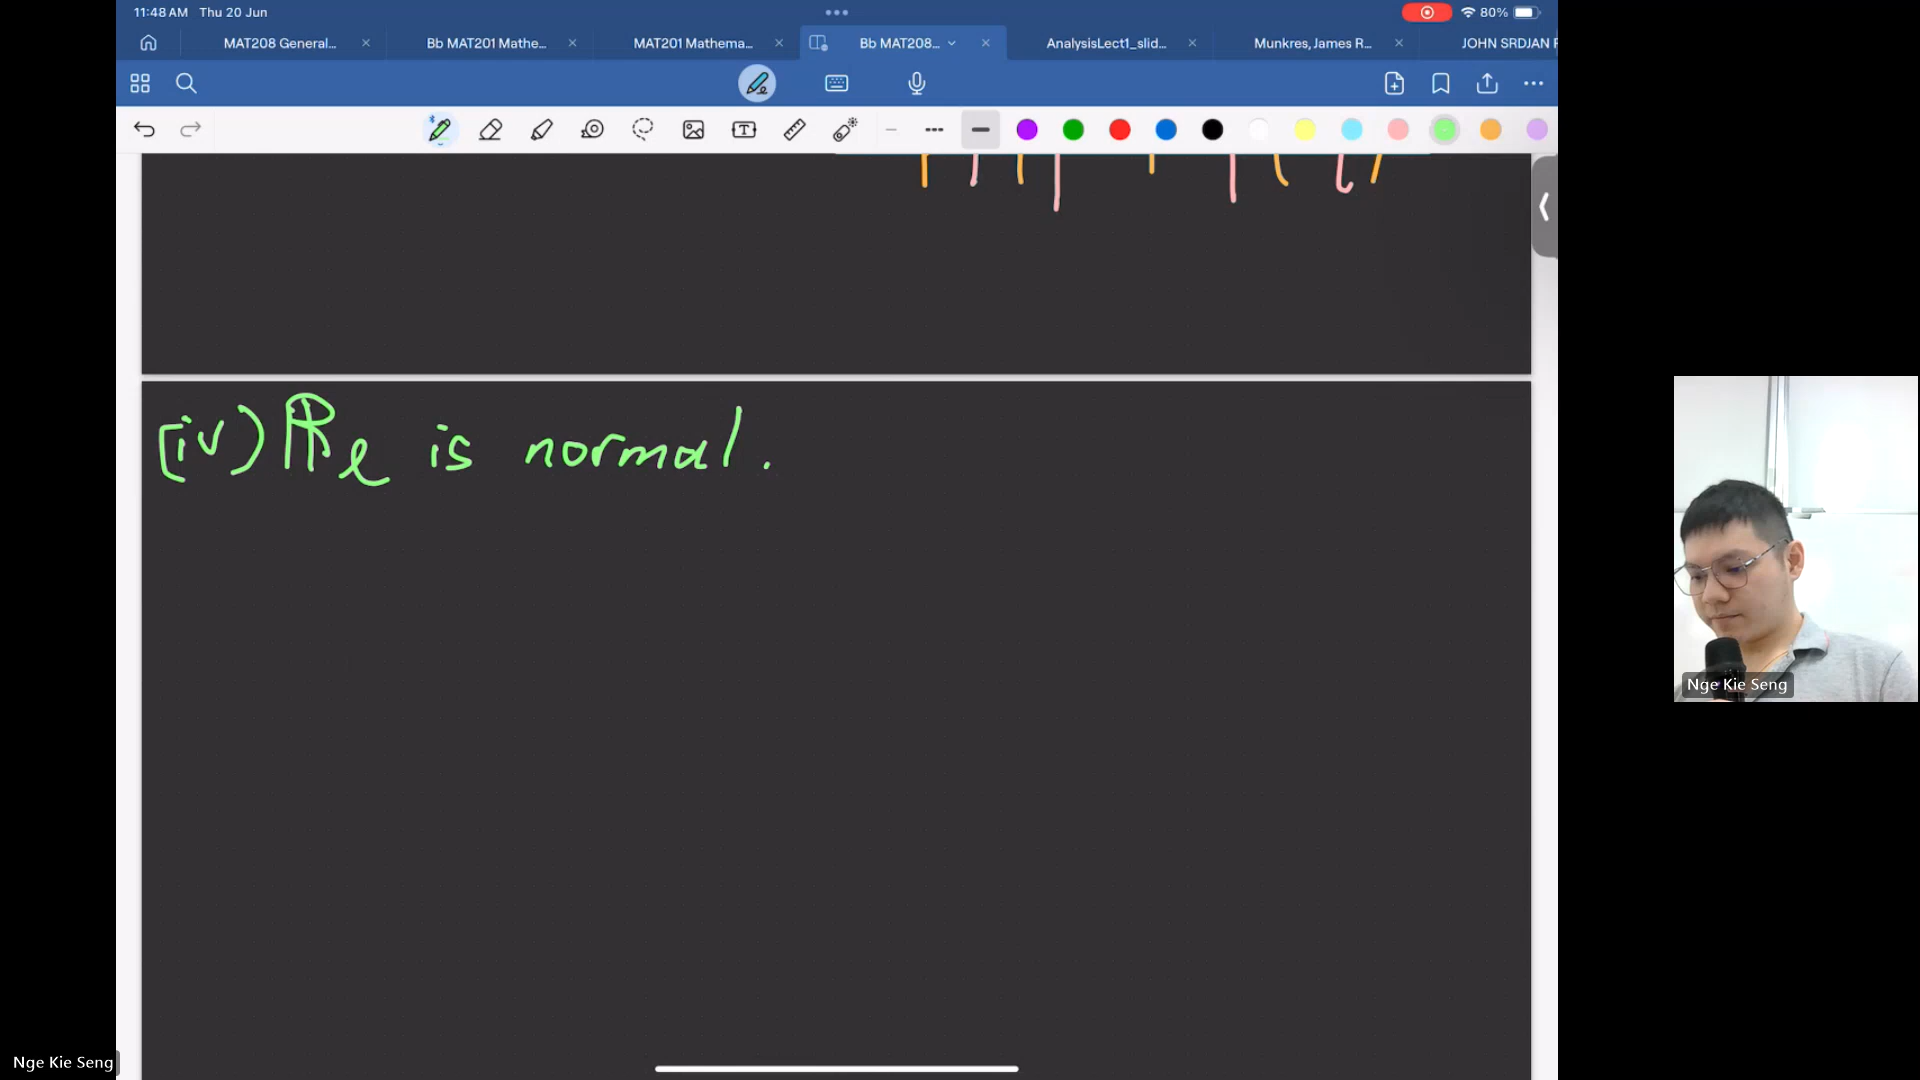 11:48 AM Thu 20 Jun
80%
MAT208 General...
Bb MAT201 Mathe...
MAT201 Mathema...
Bb MAT208...
AnalysisLect1_slid...
Munkres, James R...
JOHN SRDJAN
(iv) ℝℓ is normal.
Nge Kie Seng
Nge Kie Seng